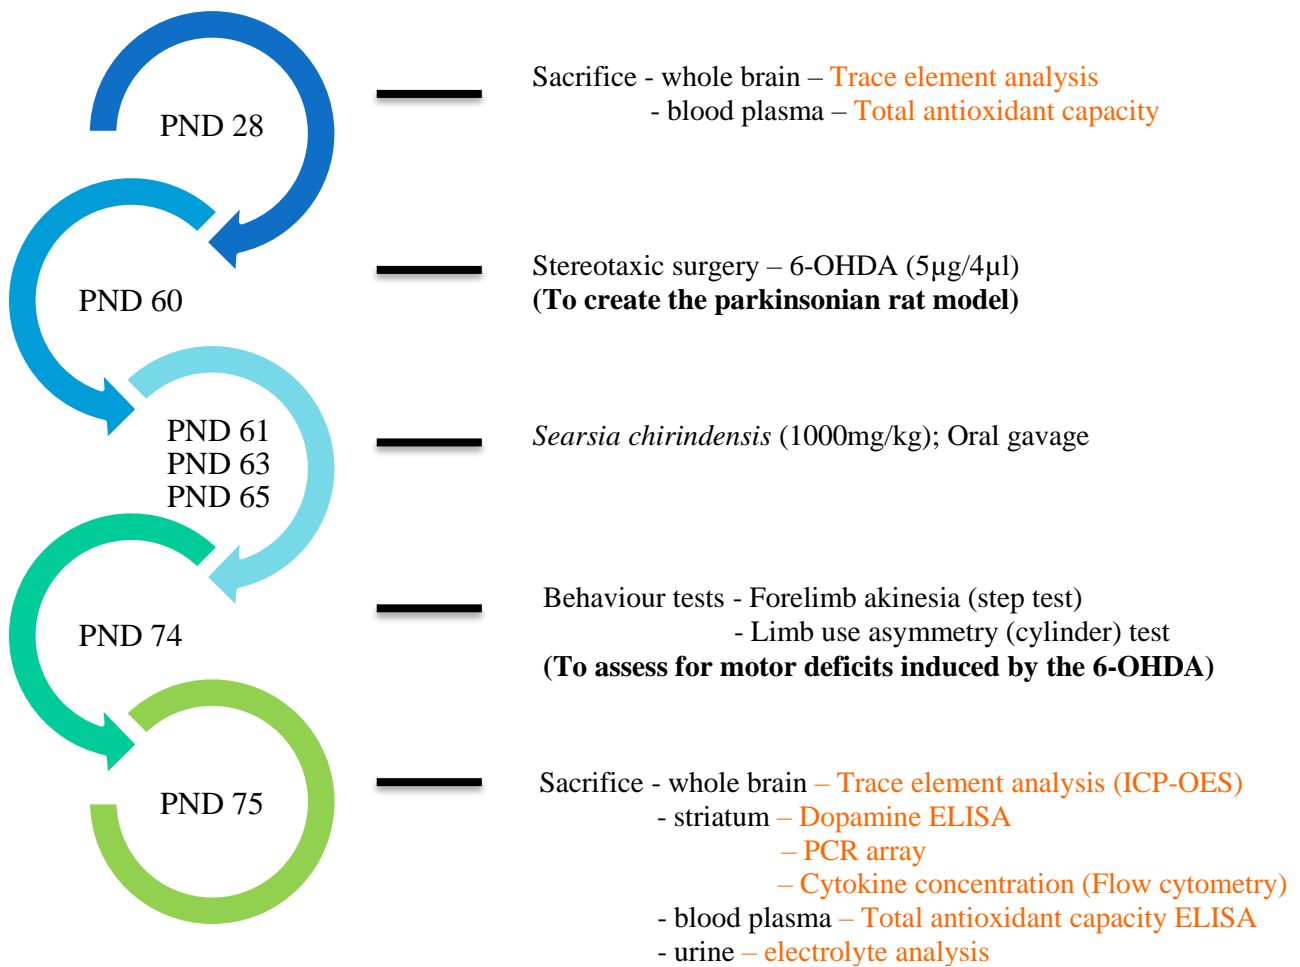 PND 28
Sacrifice - whole brain – Trace element analysis
- blood plasma – Total antioxidant capacity
PND 60
Stereotaxic surgery – 6-OHDA (5µg/4µl)
(To create the parkinsonian rat model)
PND 61
PND 63
PND 65
Searsia chirindensis (1000mg/kg); Oral gavage
PND 74
Behaviour tests - Forelimb akinesia (step test)
- Limb use asymmetry (cylinder) test
(To assess for motor deficits induced by the 6-OHDA)
PND 75
Sacrifice - whole brain – Trace element analysis (ICP-OES)
- striatum – Dopamine ELISA
– PCR array
– Cytokine concentration (Flow cytometry)
- blood plasma – Total antioxidant capacity ELISA
- urine – electrolyte analysis